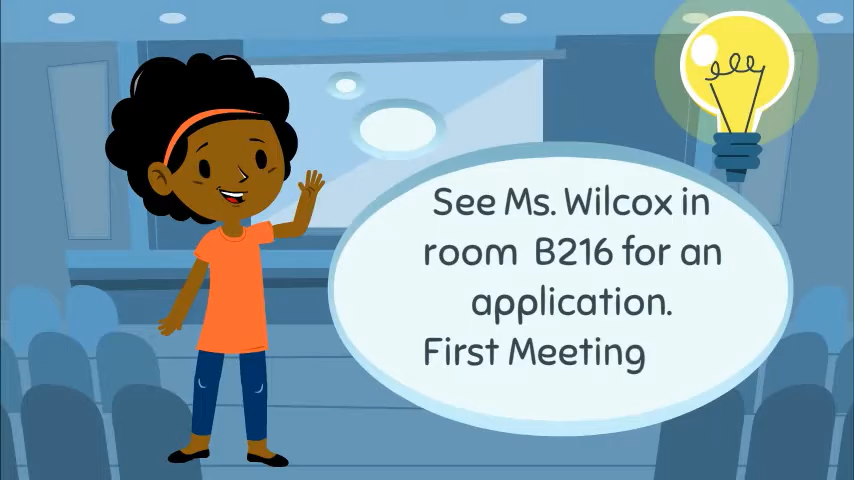 See Ms. Wilcox in
room B216 for an
application.
First Meeting